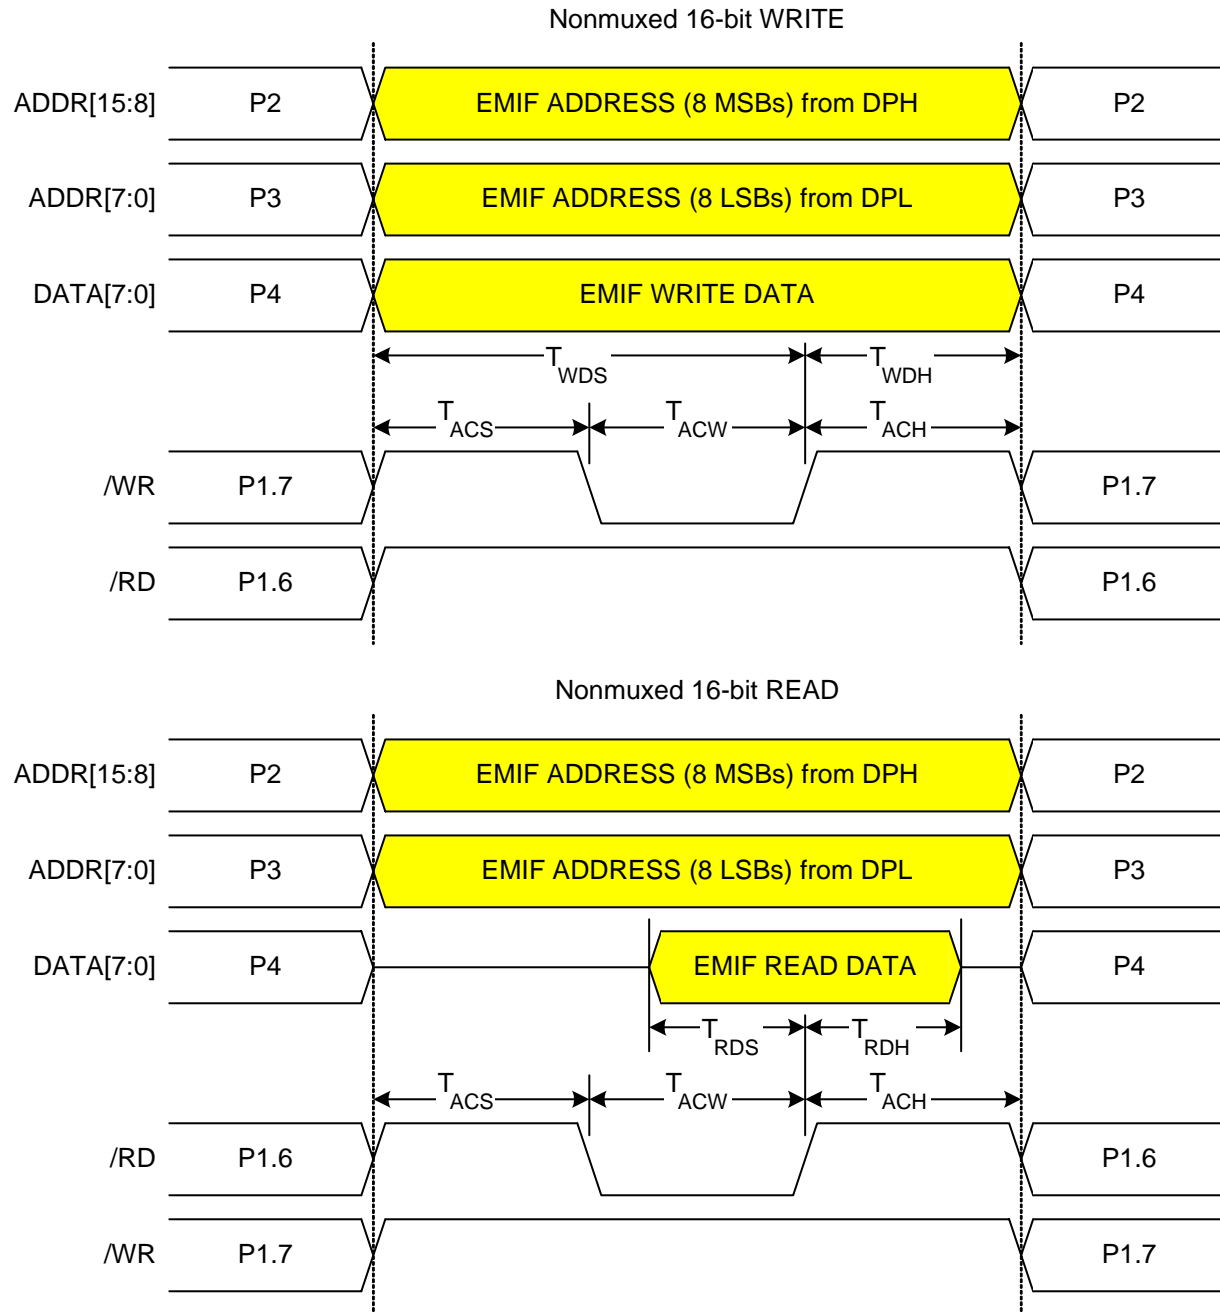 Nonmuxed 16-bit WRITE
ADDR[15:8] P2 EMIF ADDRESS (8 MSBs) from DPH P2
ADDR[7:0] P3 EMIF ADDRESS (8 LSBs) from DPL P3
DATA[7:0] P4 EMIF WRITE DATA P4
TWDS TWDH
TACS TACW TACH
/WR P1.7 P1.7
/RD P1.6 P1.6
Nonmuxed 16-bit READ
ADDR[15:8] P2 EMIF ADDRESS (8 MSBs) from DPH P2
ADDR[7:0] P3 EMIF ADDRESS (8 LSBs) from DPL P3
DATA[7:0] P4 EMIF READ DATA P4
TRDS TRDH
TACS TACW TACH
/RD P1.6 P1.6
/WR P1.7 P1.7